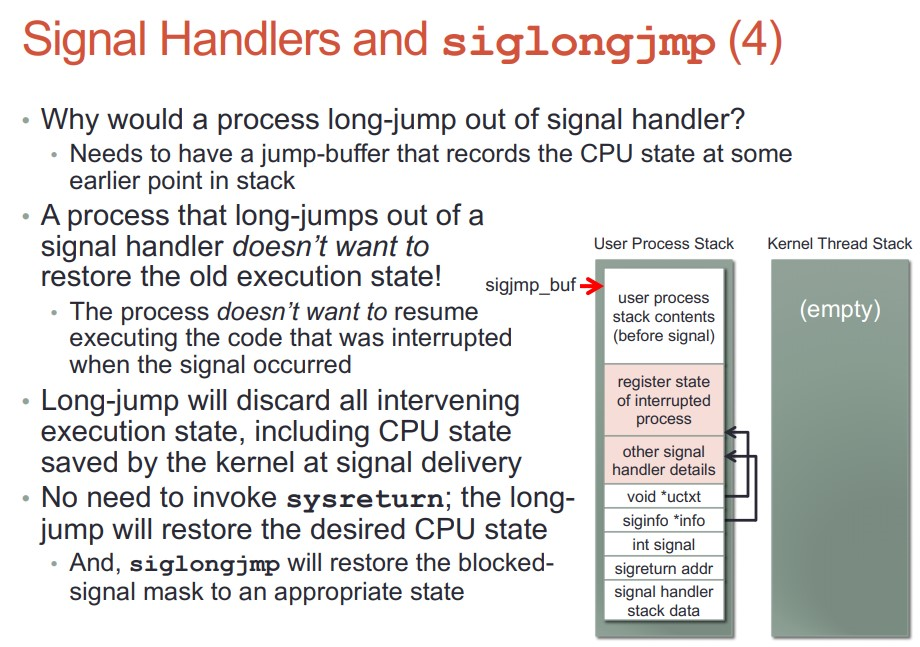 Signal Handlers and siglongjmp (4)
• Why would a process long-jump out of signal handler?
• Needs to have a jump-buffer that records the CPU state at some
earlier point in stack
• A process that long-jumps out of a
signal handler doesn't want to
restore the old execution state!
• The process doesn't want to resume
executing the code that was interrupted
when the signal occurred
• Long-jump will discard all intervening
execution state, including CPU state
saved by the kernel at signal delivery
• No need to invoke sysreturn; the long-
jump will restore the desired CPU state
• And, siglongjmp will restore the blocked-
signal mask to an appropriate state
User Process Stack
sigjmp_buf
user process
stack contents
(before signal)
register state
of interrupted
process
other signal
handler details
void *uctxt
siginfo *info
int signal
sigreturn addr
signal handler
stack data
Kernel Thread Stack
(empty)